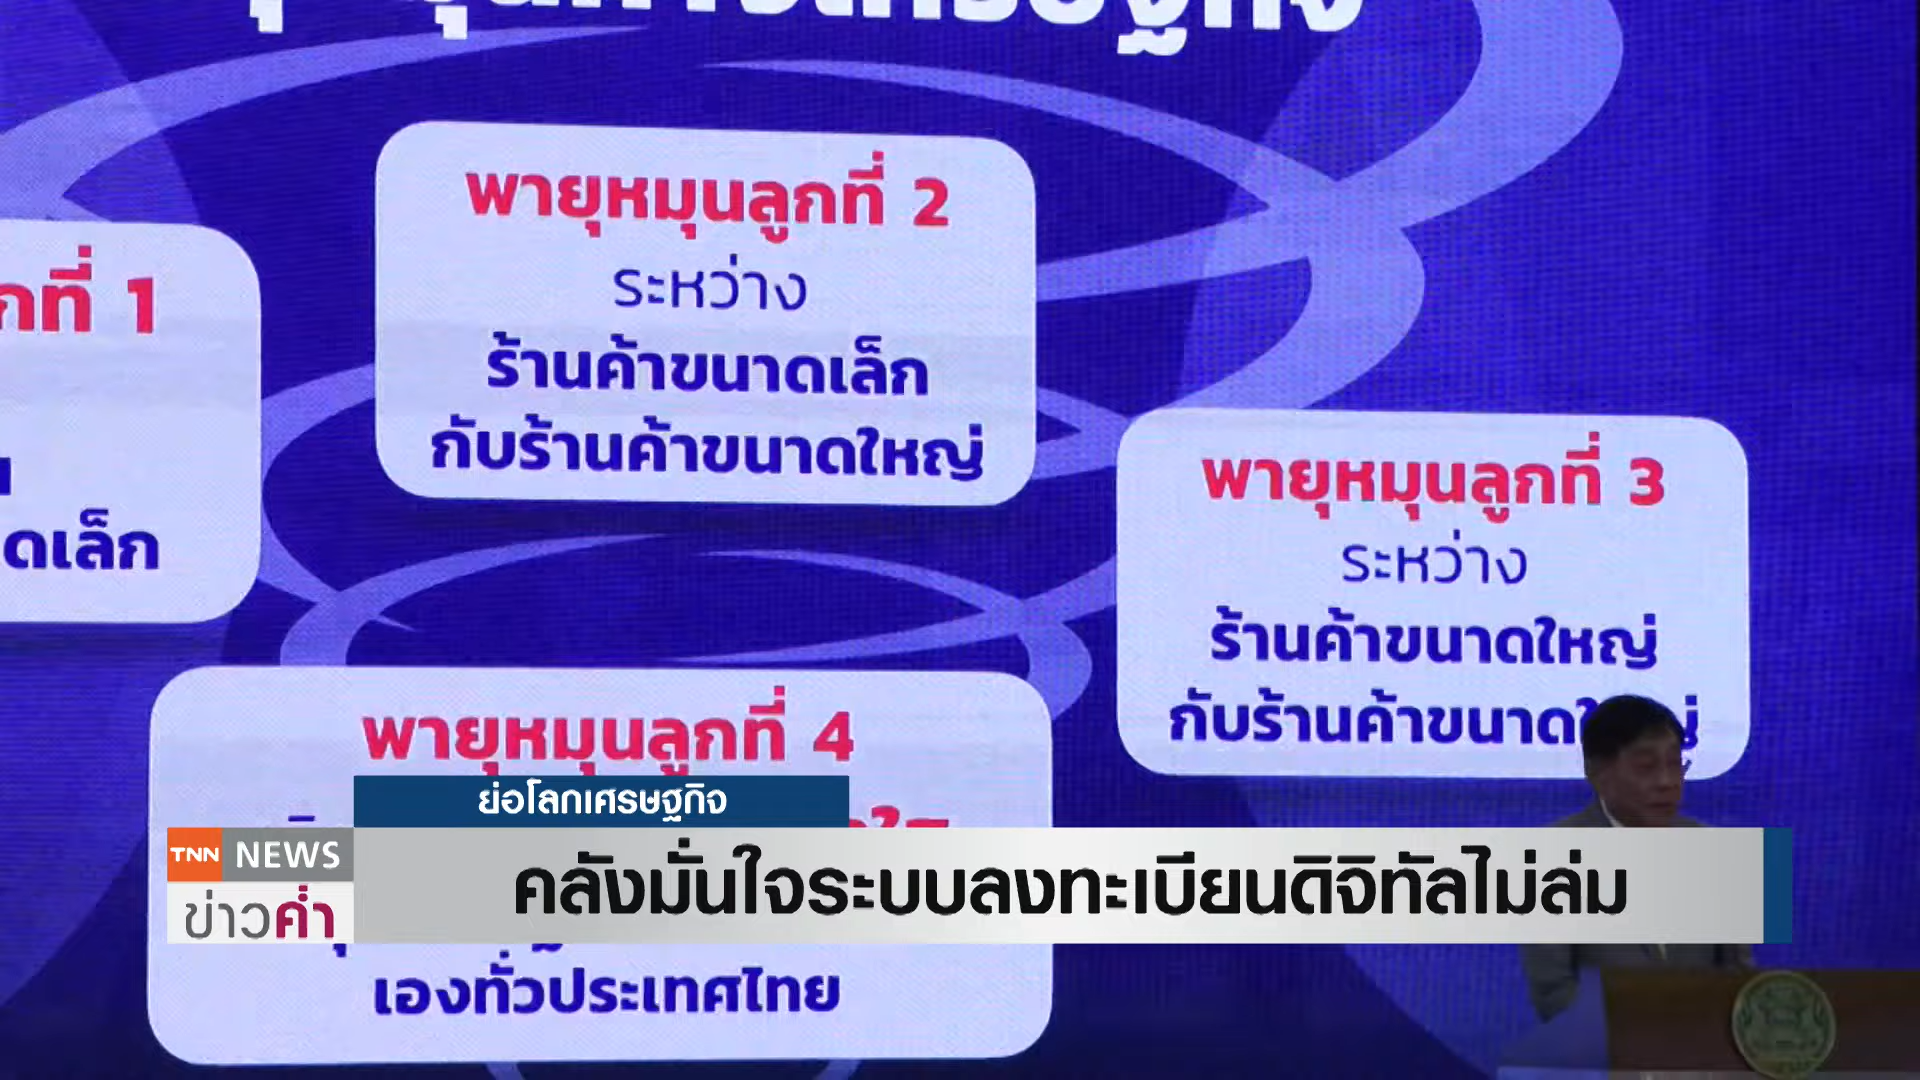 พายุหมุนลูกที่ 2
ระหว่าง
ร้านค้าขนาดเล็ก
กับร้านค้าขนาดใหญ่
กที่ 1
ดเล็ก
พายุหมุนลูกที่ 3
ระหว่าง
ร้านค้าขนาดใหญ่
กับร้านค้าขนาดใหญ่
พายุหมุนลูกที่ 4
เองทั่วประเทศไทย
ย่อโลกเศรษฐกิจ
TNN NEWS
ข่าวค่ำ
คลังมั่นใจระบบลงทะเบียนดิจิทัลไม่ล่ม